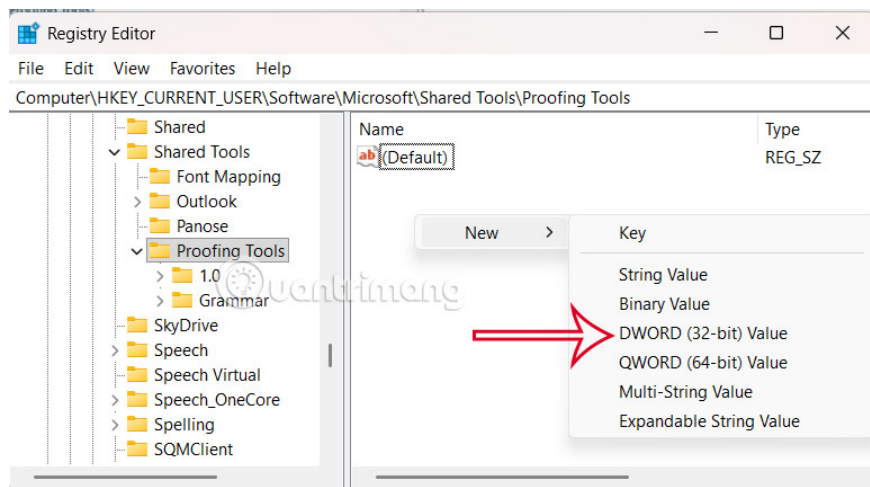 Registry Editor
File Edit View Favorites Help
Computer\HKEY_CURRENT_USER\Software\Microsoft\Shared Tools\Proofing Tools
Shared
Shared Tools
Font Mapping
Outlook
Panose
Proofing Tools
1.0
Grammar
SkyDrive
Speech
Speech Virtual
Speech_OneCore
Spelling
SQMClient
Name Type
ab (Default) REG_SZ
New
Key
String Value
Binary Value
DWORD (32-bit) Value
QWORD (64-bit) Value
Multi-String Value
Expandable String Value
Quantrimang